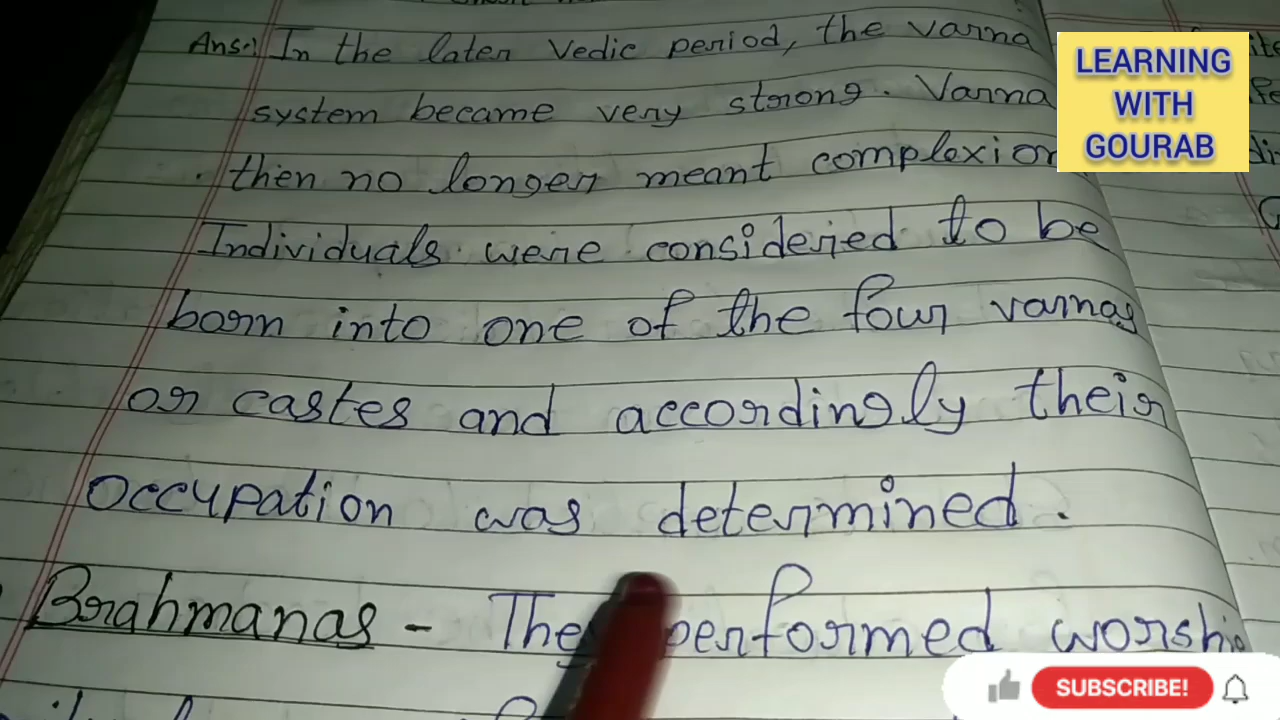 Ans:) In the later Vedic period, the varna
system became very strong. Varna
then no longer meant complexion
Individuals were considered to be
born into one of the four varnas
or castes and accordingly their
occupation was determined.
Brahmanas - They performed worship
LEARNING
WITH
GOURAB
SUBSCRIBE!